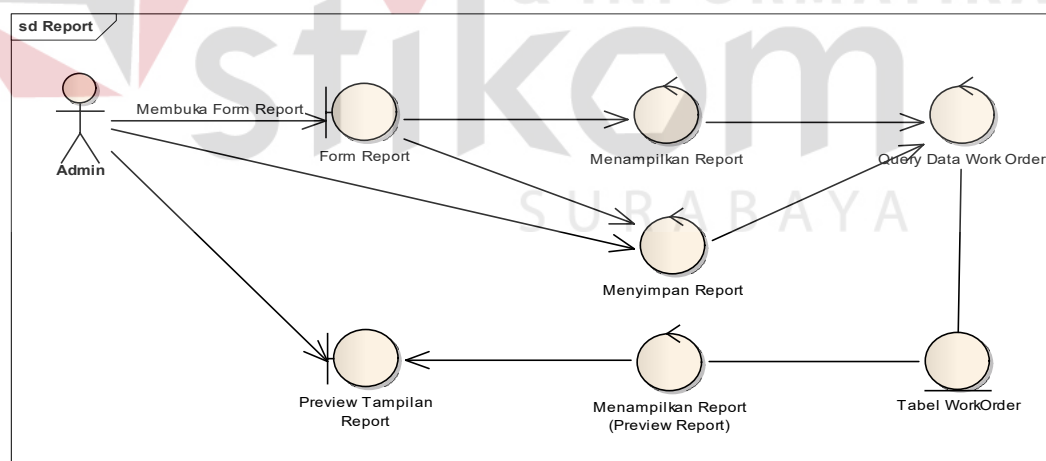 & INFORMATIKA
stikom
SURABAYA
sd Report
Membuka Form Report
Admin
Form Report
Menampilkan Report
Query Data Work Order
Menyimpan Report
Preview Tampilan
Report
Menampilkan Report
(Preview Report)
Tabel WorkOrder